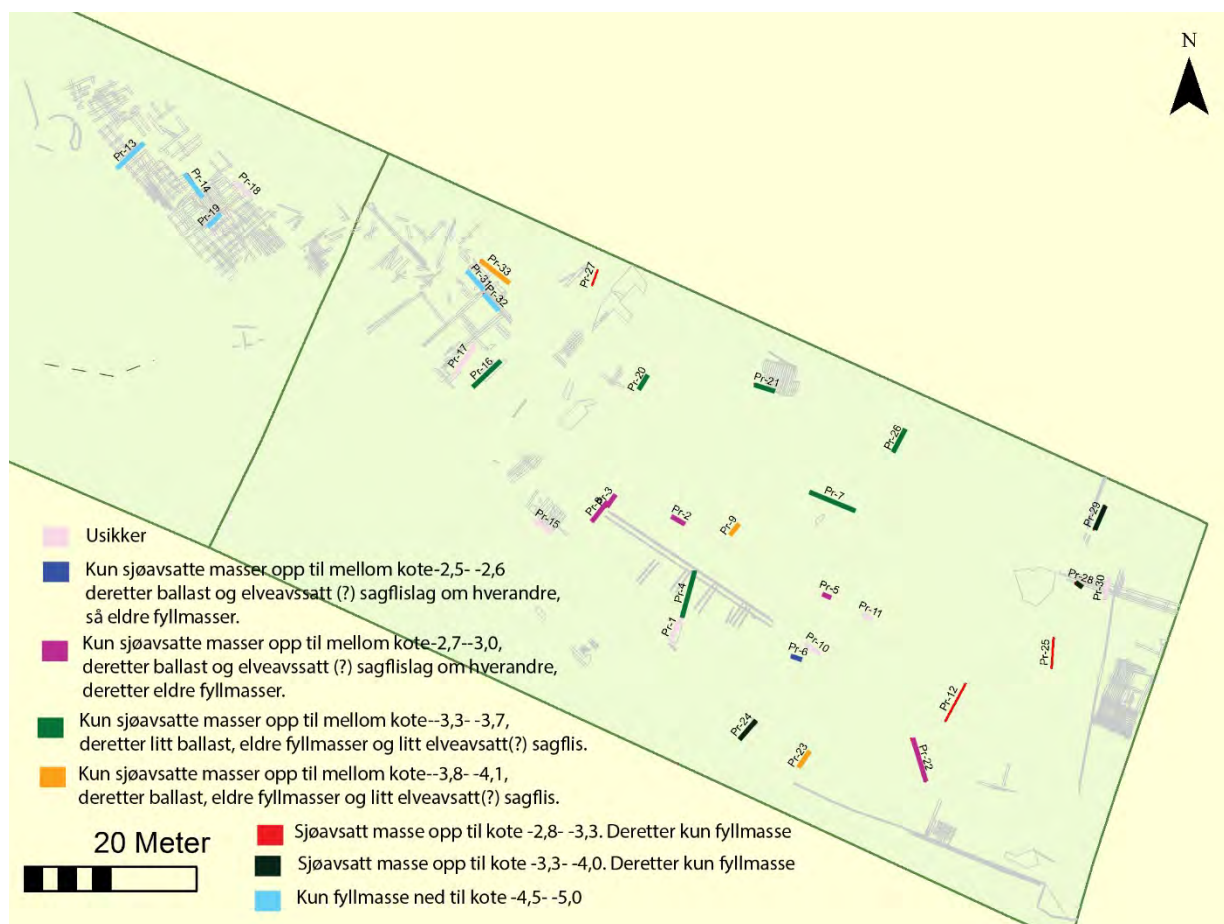 N
Pr-13
Pr-14
Pr-18
Pr-19
Pr-33
Pr-31
Pr-32
Pr-27
Pr-17
Pr-16
Pr-20
Pr-21
Pr-26
Pr-7
Pr-3
Pr-8
Pr-2
Pr-9
Pr-15
Pr-29
Pr-4
Pr-28
Pr-30
Pr-5
Pr-11
Pr-1
Pr-10
Pr-6
Pr-25
Pr-12
Pr-24
Pr-23
Pr-22
Usikker
Kun sjøavsatte masser opp til mellom kote-2,5- -2,6
deretter ballast og elveavssatt (?) sagflislag om hverandre,
så eldre fyllmasser.
Kun sjøavsatte masser opp til mellom kote-2,7--3,0,
deretter ballast og elveavssatt (?) sagflislag om hverandre,
deretter eldre fyllmasser.
Kun sjøavsatte masser opp til mellom kote--3,3- -3,7,
deretter litt ballast, eldre fyllmasser og litt elveavsatt(?) sagflis.
Kun sjøavsatte masser opp til mellom kote--3,8- -4,1,
deretter ballast, eldre fyllmasser og litt elveavsatt(?) sagflis.
20 Meter
Sjøavsatt masse opp til kote -2,8- -3,3. Deretter kun fyllmasse
Sjøavsatt masse opp til kote -3,3- -4,0. Deretter kun fyllmasse
Kun fyllmasse ned til kote -4,5- -5,0